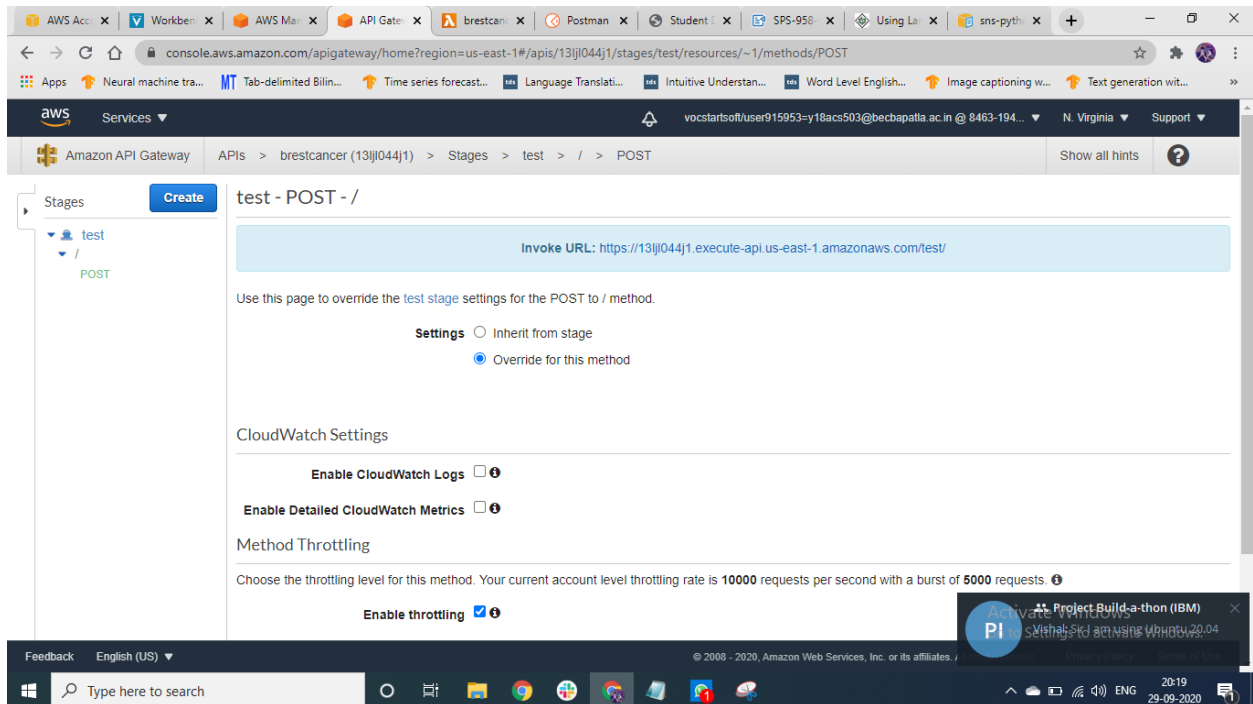 AWS Acc
Workben
AWS Mar
API Gate
brestcanc
Postman
Student
SPS-958-
Using La
sns-pytho
console.aws.amazon.com/apigateway/home?region=us-east-1#/apis/13ljl044j1/stages/test/resources/~1/methods/POST
Apps
Neural machine tra...
MT Tab-delimited Bilin...
Time series forecast...
tds Language Translati...
tds Intuitive Understan...
tds Word Level English...
Image captioning w...
Text generation wit...
»
aws Services
vocstartsoft/user915953=y18acs503@becbapatla.ac.in @ 8463-194...
N. Virginia
Support
Amazon API Gateway
APIs > brestcancer (13ljl044j1) > Stages > test > / > POST
Show all hints
?
Stages
Create
test
/
POST
test - POST - /
Invoke URL: https://13ljl044j1.execute-api.us-east-1.amazonaws.com/test/
Use this page to override the test stage settings for the POST to / method.
Settings Inherit from stage
Override for this method
CloudWatch Settings
Enable CloudWatch Logs
Enable Detailed CloudWatch Metrics
Method Throttling
Choose the throttling level for this method. Your current account level throttling rate is 10000 requests per second with a burst of 5000 requests.
Enable throttling
Activate Windows
PI
Project Build-a-thon (IBM)
Vishal: Sir I am using Ubuntu 20.04
Feedback
English (US)
© 2008 - 2020, Amazon Web Services, Inc. or its affiliates.
Privacy Policy
Terms of Use
Type here to search
ENG
20:19
29-09-2020